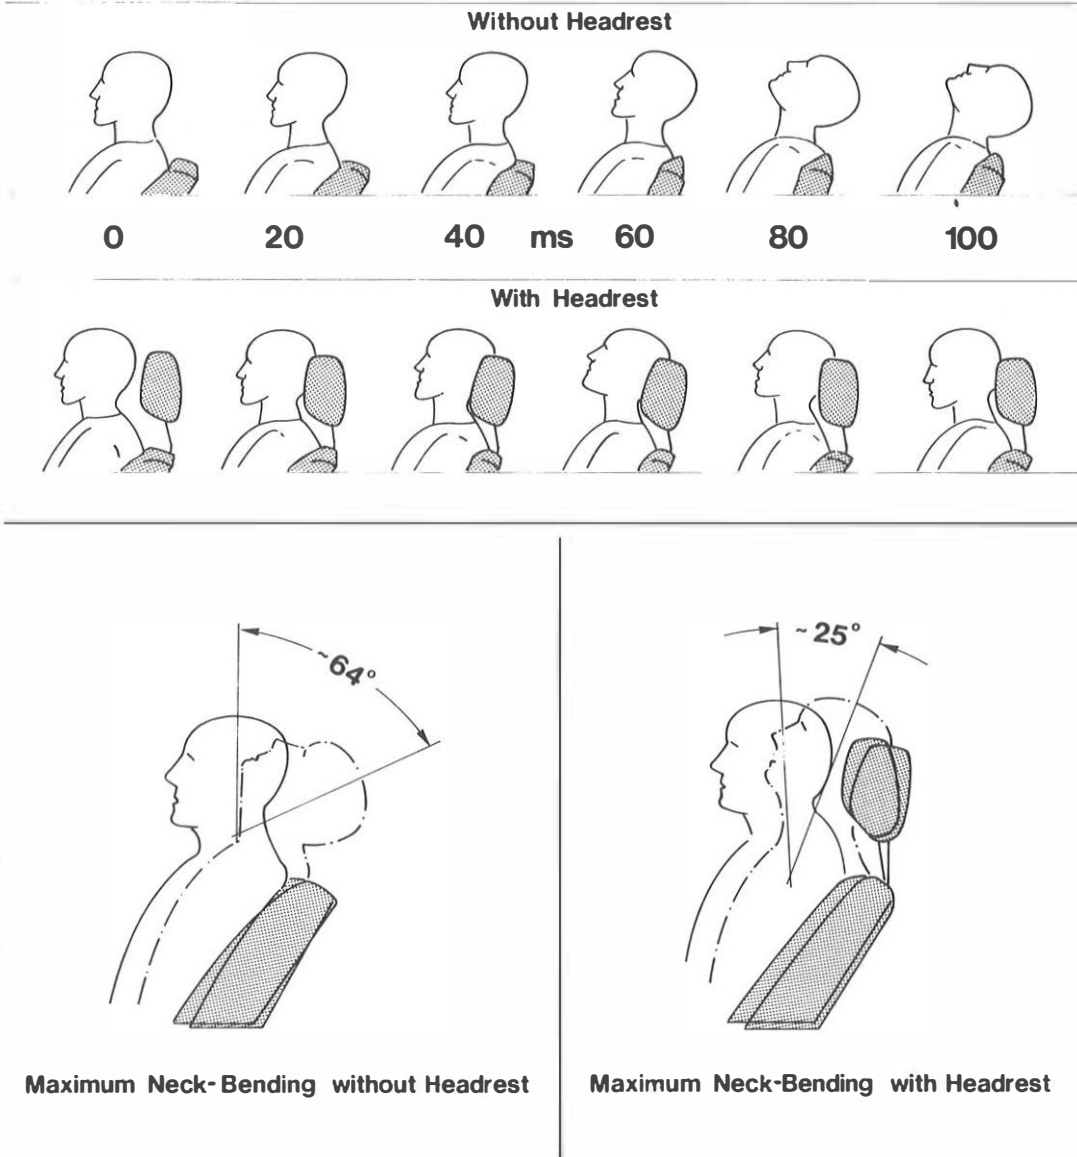 Without Headrest
0 20 40 ms 60 80 100
With Headrest
~64°
~25°
Maximum Neck-Bending without Headrest
Maximum Neck-Bending with Headrest